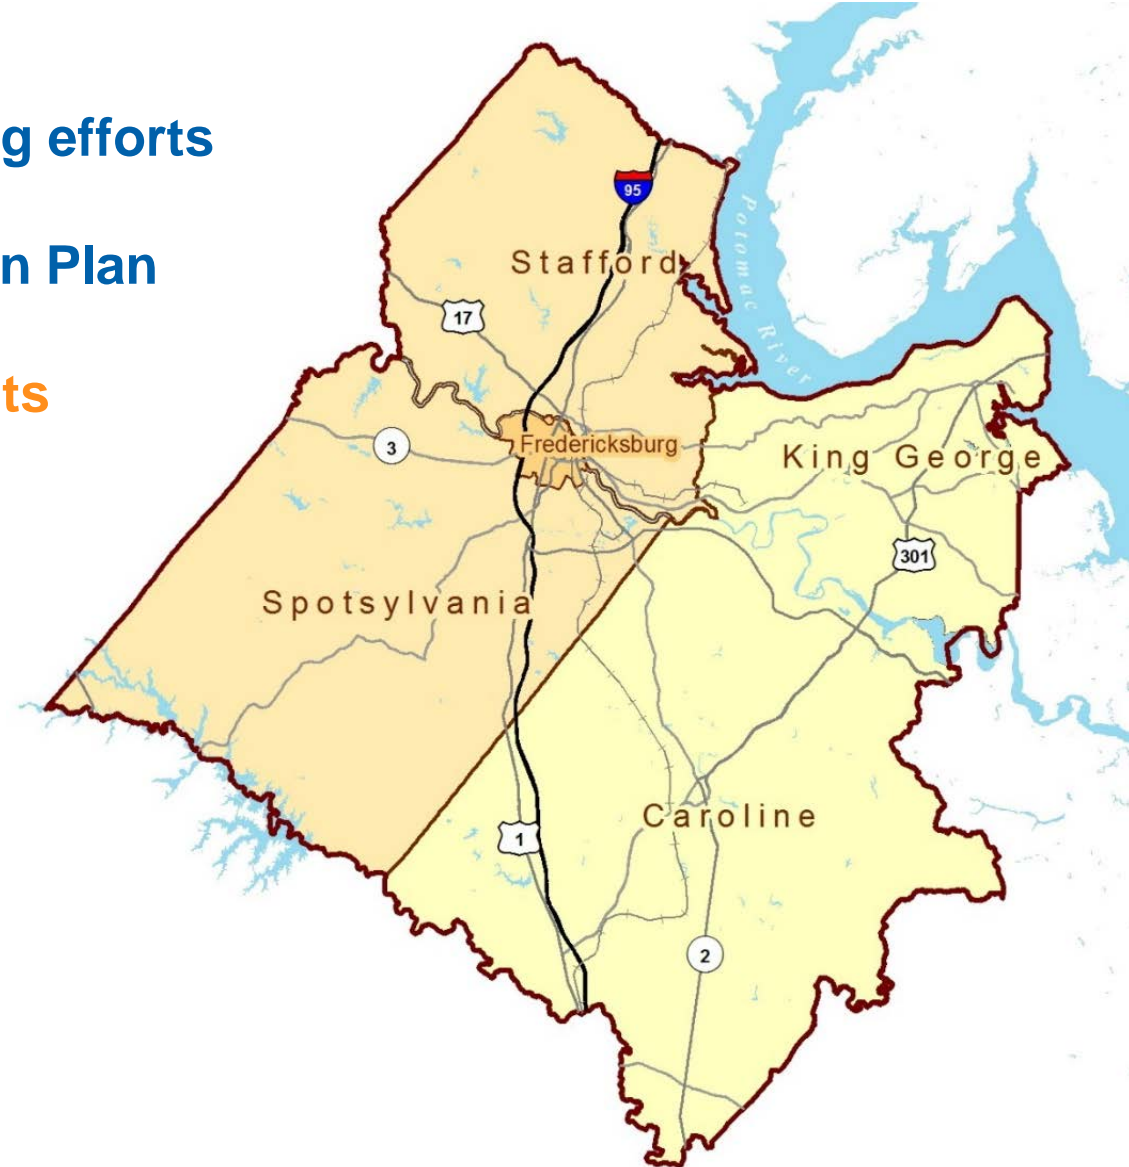 g efforts
n Plan
ts
95
Potomac River
Stafford
17
3
Fredericksburg
King George
301
Spotsylvania
Caroline
1
2